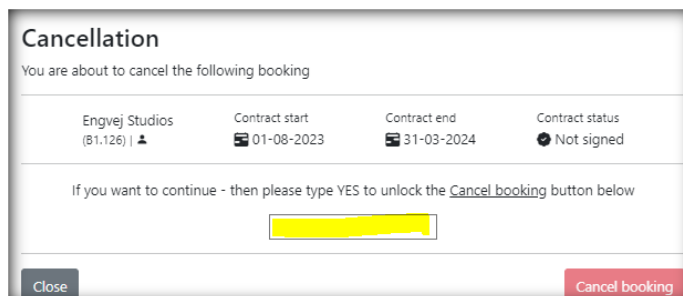 Cancellation
You are about to cancel the following booking
Engvej Studios
(B1.126) |
Contract start
01-08-2023
Contract end
31-03-2024
Contract status
Not signed
If you want to continue - then please type YES to unlock the Cancel booking button below
Close
Cancel booking